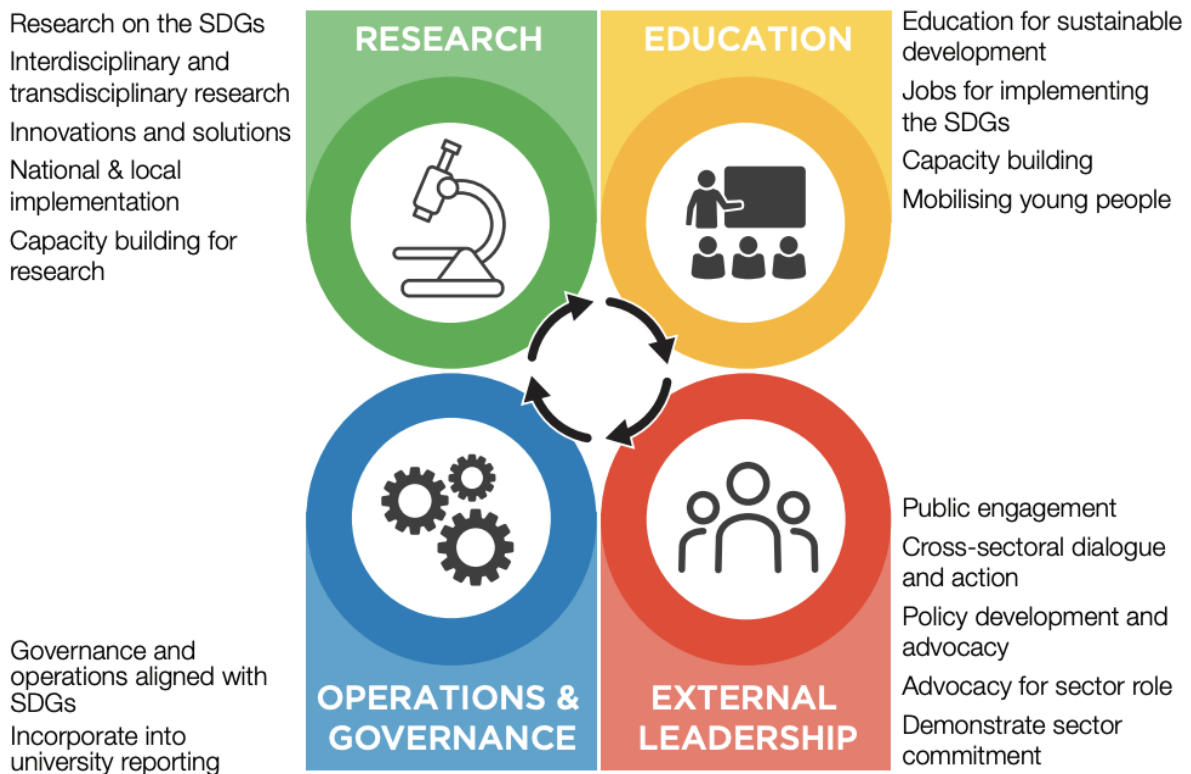 RESEARCH
Research on the SDGs
Interdisciplinary and
transdisciplinary research
Innovations and solutions
National & local
implementation
Capacity building for
research
EDUCATION
Education for sustainable
development
Jobs for implementing
the SDGs
Capacity building
Mobilising young people
OPERATIONS &
GOVERNANCE
Governance and
operations aligned with
SDGs
Incorporate into
university reporting
EXTERNAL
LEADERSHIP
Public engagement
Cross-sectoral dialogue
and action
Policy development and
advocacy
Advocacy for sector role
Demonstrate sector
commitment